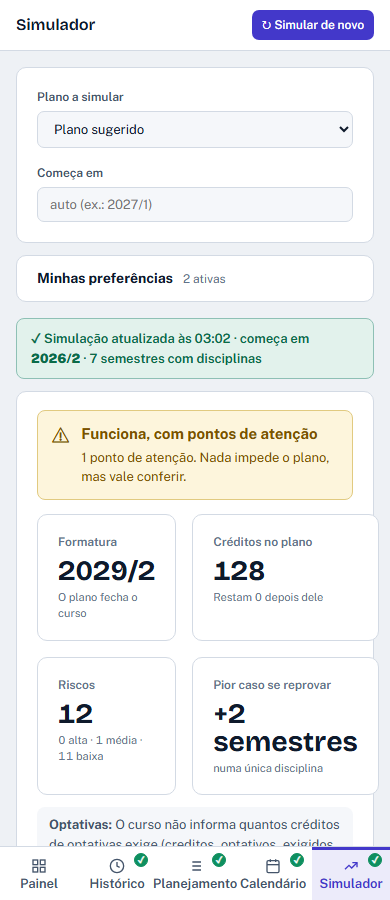 Simulador
↻ Simular de novo
Plano a simular
Plano sugerido
Começa em
auto (ex.: 2027/1)
Minhas preferências 2 ativas
✓ Simulação atualizada às 03:02 · começa em
2026/2 · 7 semestres com disciplinas
Funciona, com pontos de atenção
1 ponto de atenção. Nada impede o plano,
mas vale conferir.
Formatura
2029/2
O plano fecha o
curso
Créditos no plano
128
Restam 0 depois dele
Riscos
12
0 alta · 1 média ·
11 baixa
Pior caso se reprovar
+2
semestres
numa única disciplina
Optativas: O curso não informa quantos créditos
de optativas exige (creditos_optativos_exigidos
Painel
Histórico
Planejamento
Calendário
Simulador